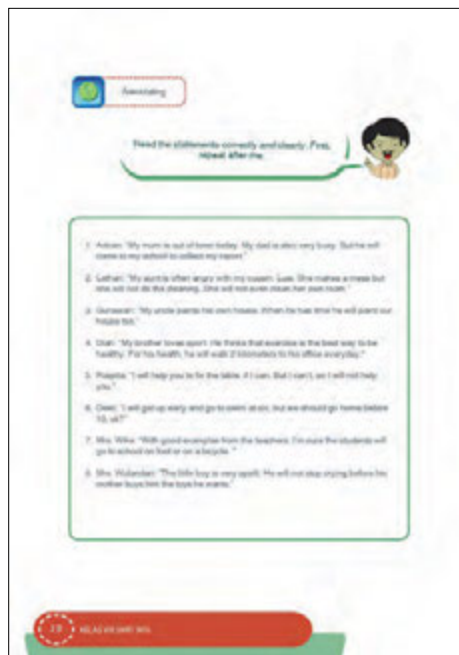 Associating
Read the statements correctly and clearly. First,
repeat after me.
"My mum is out of town today. My dad is also very busy. But he will
come to my school to collect my report."
"My aunt is often angry with my cousin, She makes a mess but
she will not do the cleaning. She will not even clean her own room."
3. Gunawan: "My uncle paints his own house. When he has time he will paint our
house too."
4. Dian: "My brother loves sport. He thinks that exercise is the best way to be
healthy. For his health, he will walk 2 kilometers to his office everyday."
5. Puspita: "I will help you to fix the table, if I can. But I can't, so I will not help
you."
6. "I will get up early and go to swim at six, but we should go home before
10, ok?"
7. Mrs. "With good examples from the teachers, I'm sure the students will
go to school on foot or on a bicycle."
8. Mrs. Wulandari: "The little boy is very spoilt. He will not stop crying before his
mother buys him the toys he wants."
KELAS VIII SMP/ MTs